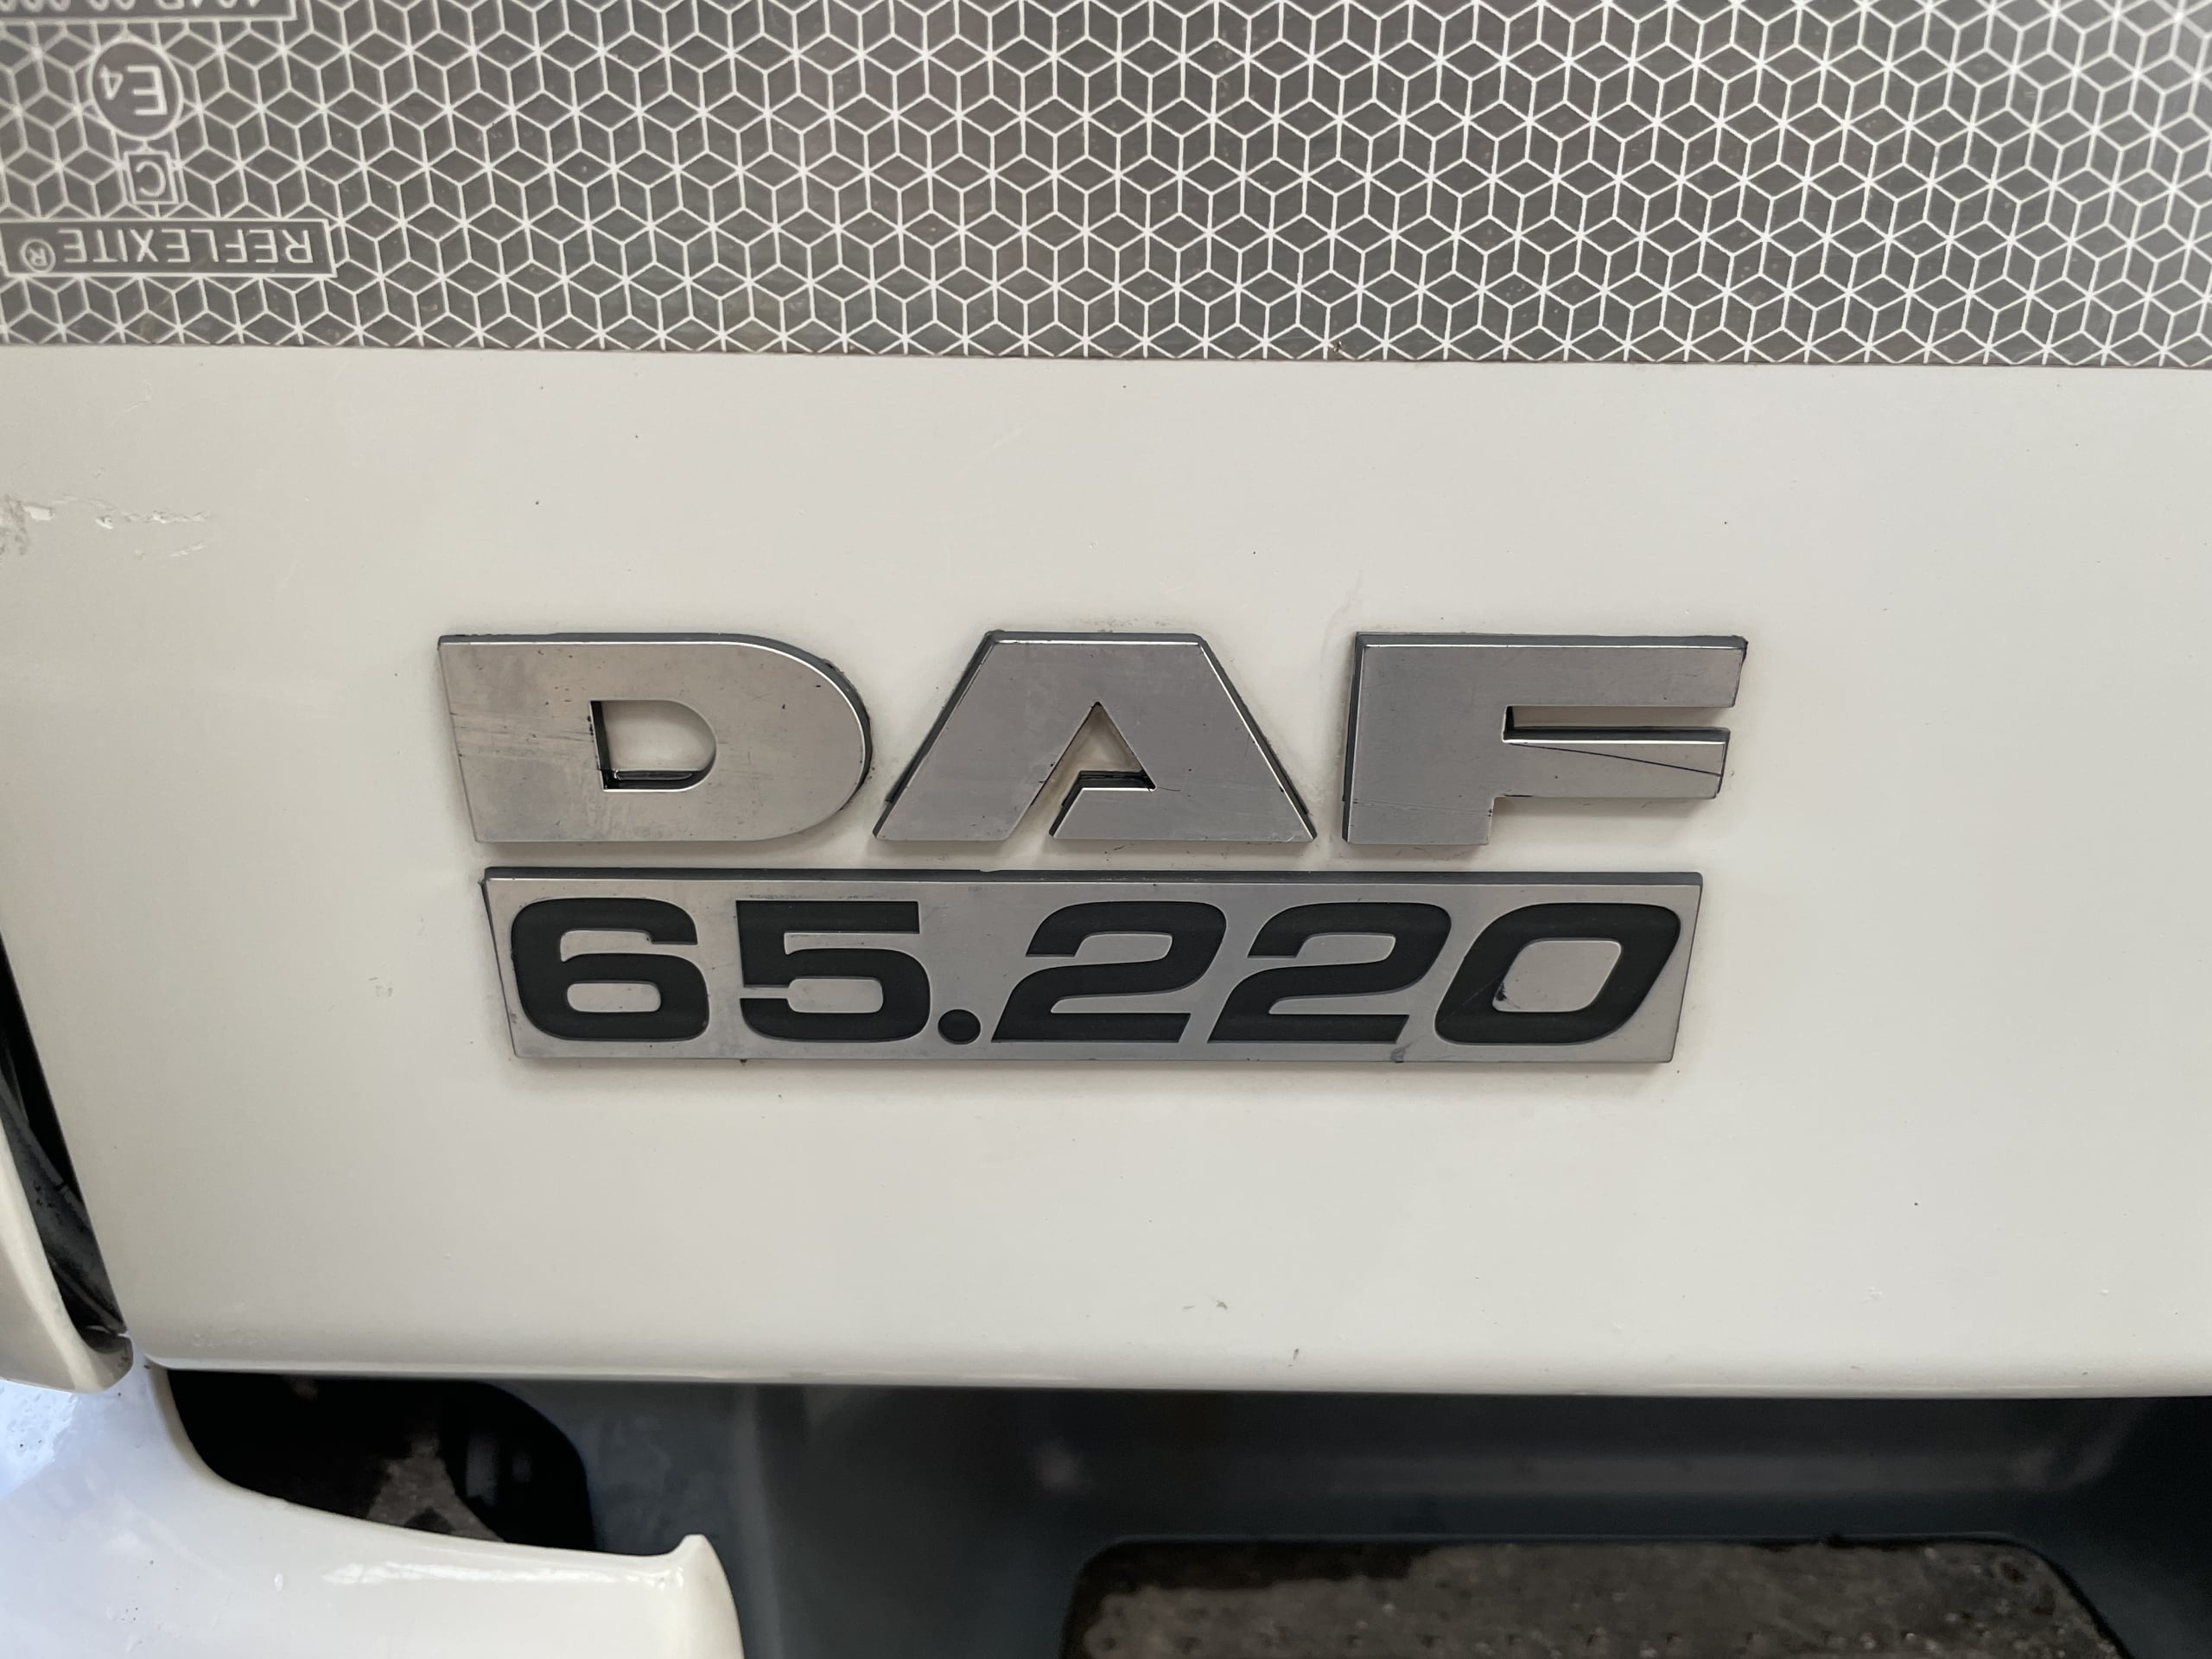 E4
C
REFLEXITE®
DAF
65.220